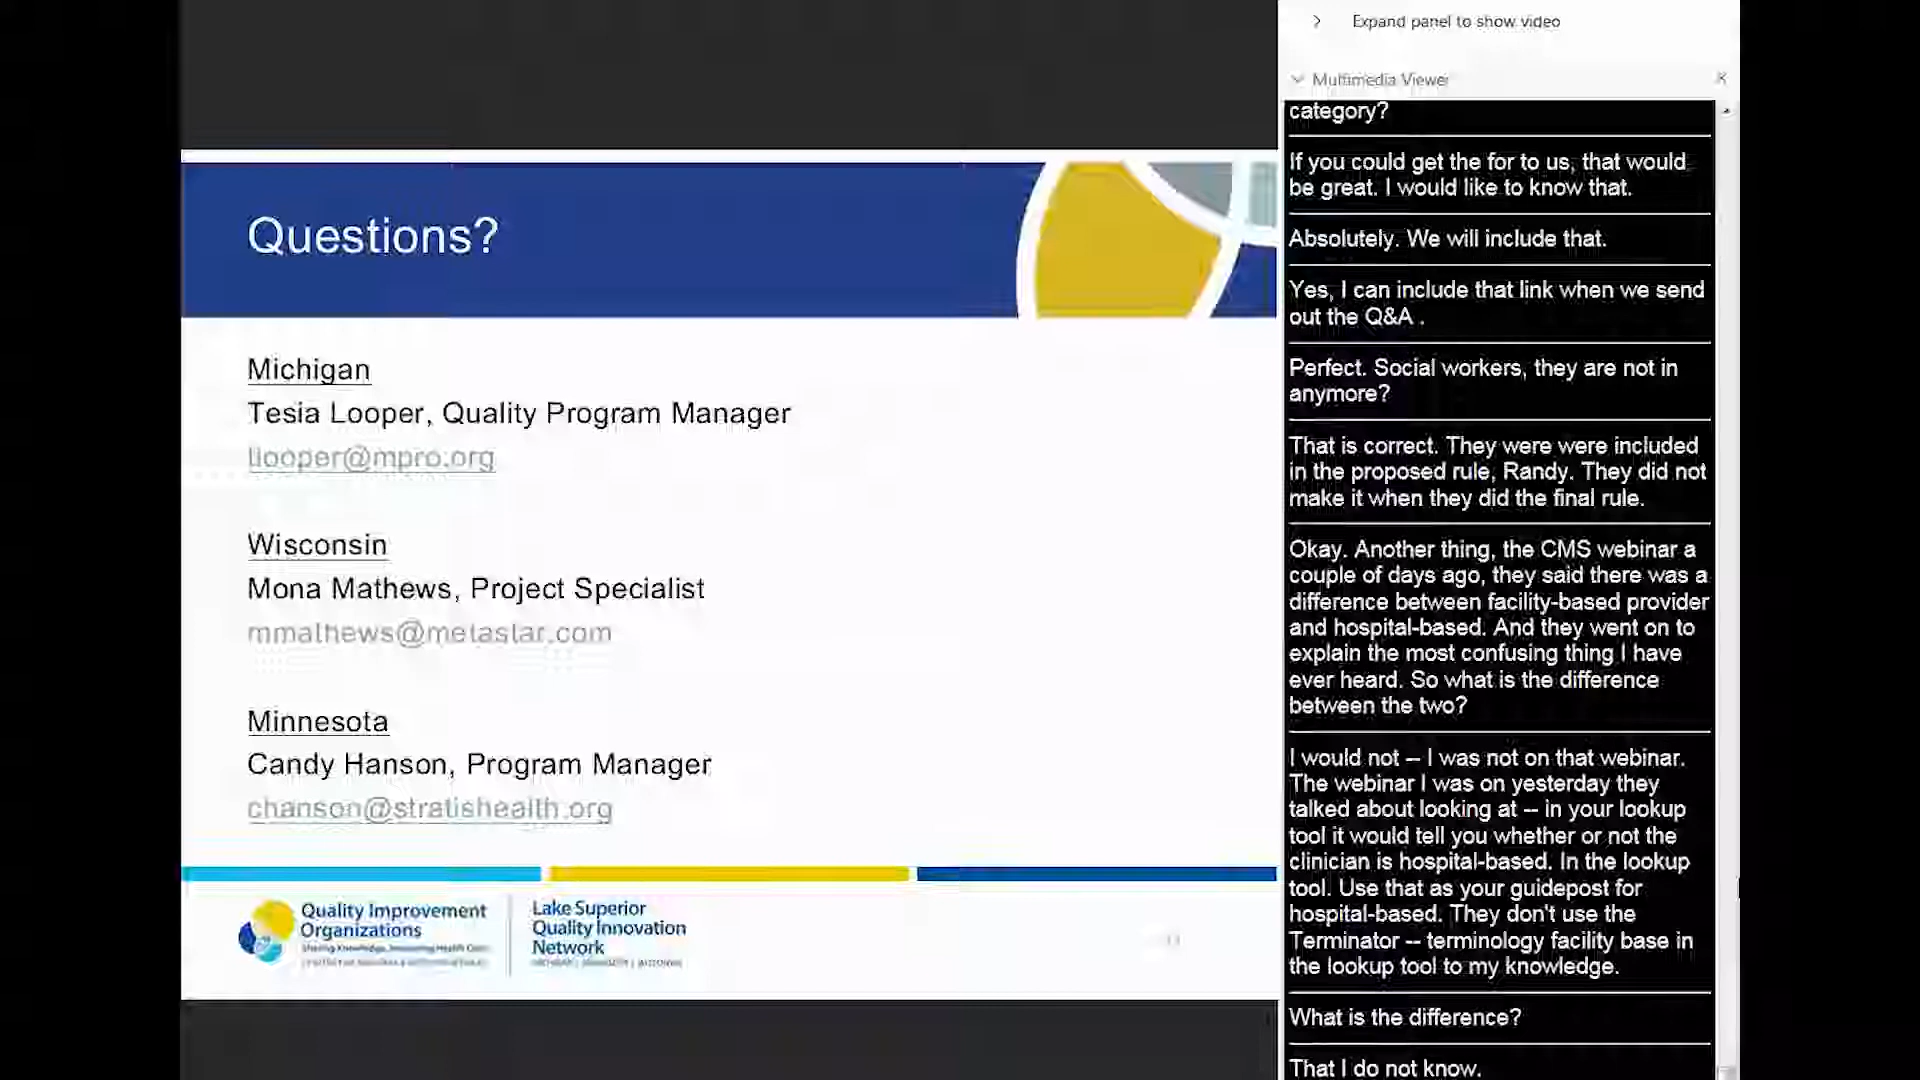 Expand panel to show video
Multimedia Viewer
Questions?
Michigan
Tesia Looper, Quality Program Manager
tlooper@mpro.org
Wisconsin
Mona Mathews, Project Specialist
mmathews@metastar.com
Minnesota
Candy Hanson, Program Manager
chanson@stratishealth.org
Quality Improvement
Organizations
Lake Superior
Quality Innovation
Network
category?
If you could get the for to us, that would
be great. I would like to know that.
Absolutely. We will include that.
Yes, I can include that link when we send
out the Q&A .
Perfect. Social workers, they are not in
anymore?
That is correct. They were were included
in the proposed rule, Randy. They did not
make it when they did the final rule.
Okay. Another thing, the CMS webinar a
couple of days ago, they said there was a
difference between facility-based provider
and hospital-based. And they went on to
explain the most confusing thing I have
ever heard. So what is the difference
between the two?
I would not -- I was not on that webinar.
The webinar I was on yesterday they
talked about looking at -- in your lookup
tool it would tell you whether or not the
clinician is hospital-based. In the lookup
tool. Use that as your guidepost for
hospital-based. They don't use the
Terminator -- terminology facility base in
the lookup tool to my knowledge.
What is the difference?
That I do not know.